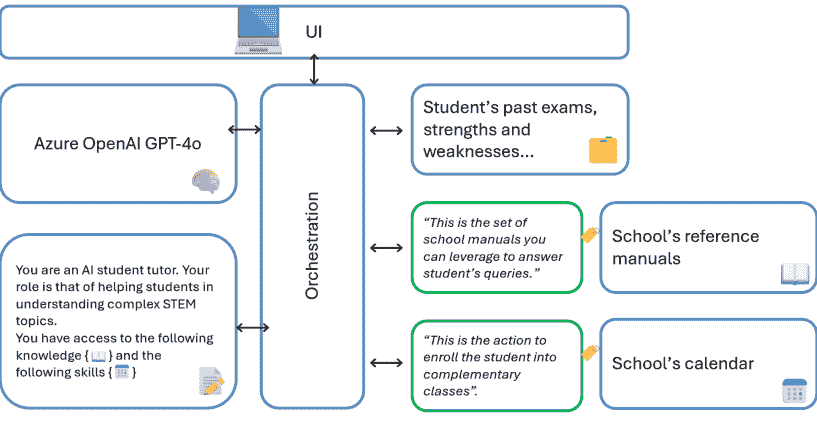 UI
Azure OpenAI GPT-4o
Orchestration
Student’s past exams,
strengths and
weaknesses...
You are an AI student tutor. Your
role is that of helping students in
understanding complex STEM
topics.
You have access to the following
knowledge { } and the
following skills { }
“This is the set of
school manuals you
can leverage to answer
student’s queries.”
School’s reference
manuals
“This is the action to
enroll the student into
complementary
classes”.
School’s calendar